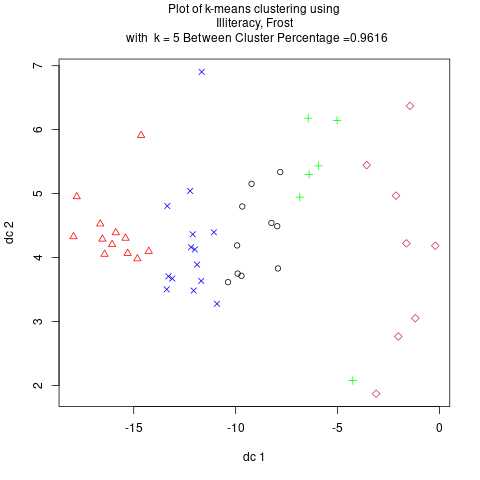 Plot of k-means clustering using
Illiteracy, Frost
with k = 5 Between Cluster Percentage =0.9616
7
6
5
4
3
2
dc 2
-15 -10 -5 0
dc 1